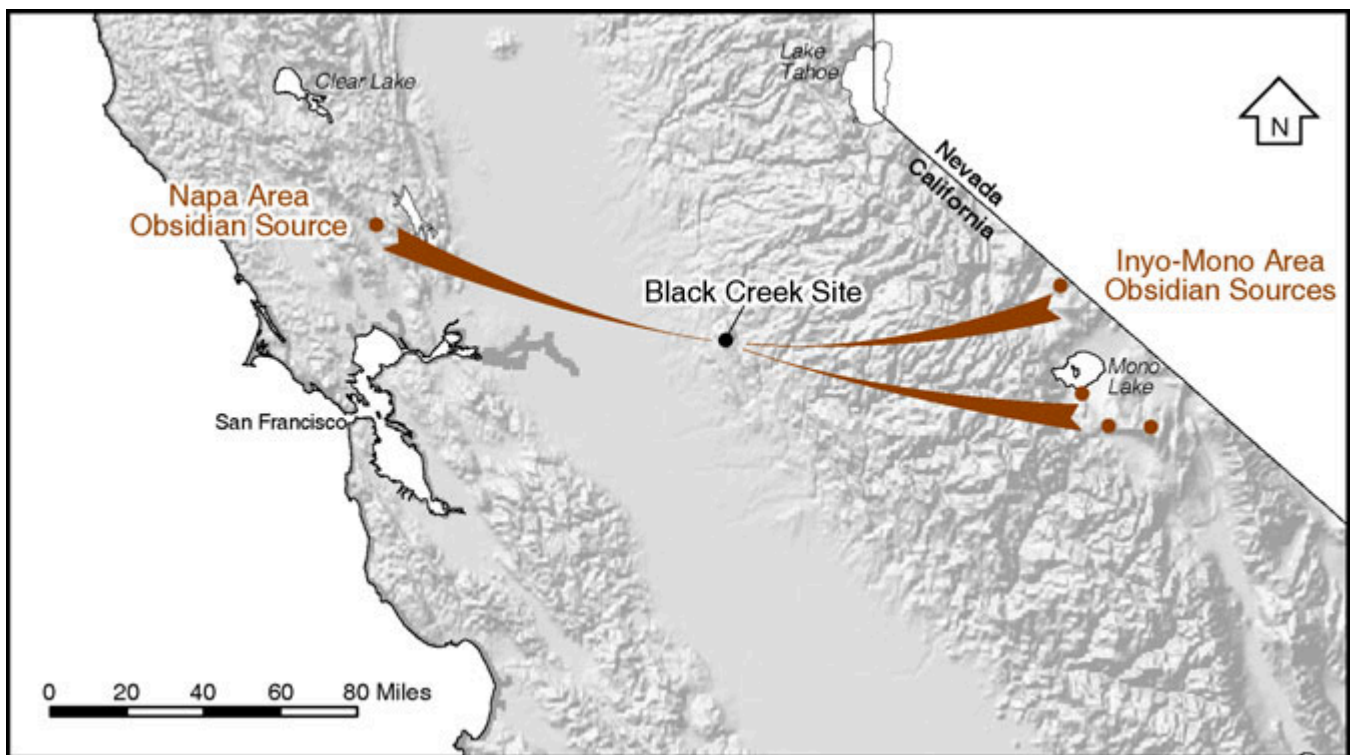 Clear Lake
Lake
Tahoe
N
Nevada
California
Napa Area
Obsidian Source
Black Creek Site
Inyo-Mono Area
Obsidian Sources
Mono
Lake
San Francisco
0 20 40 60 80 Miles